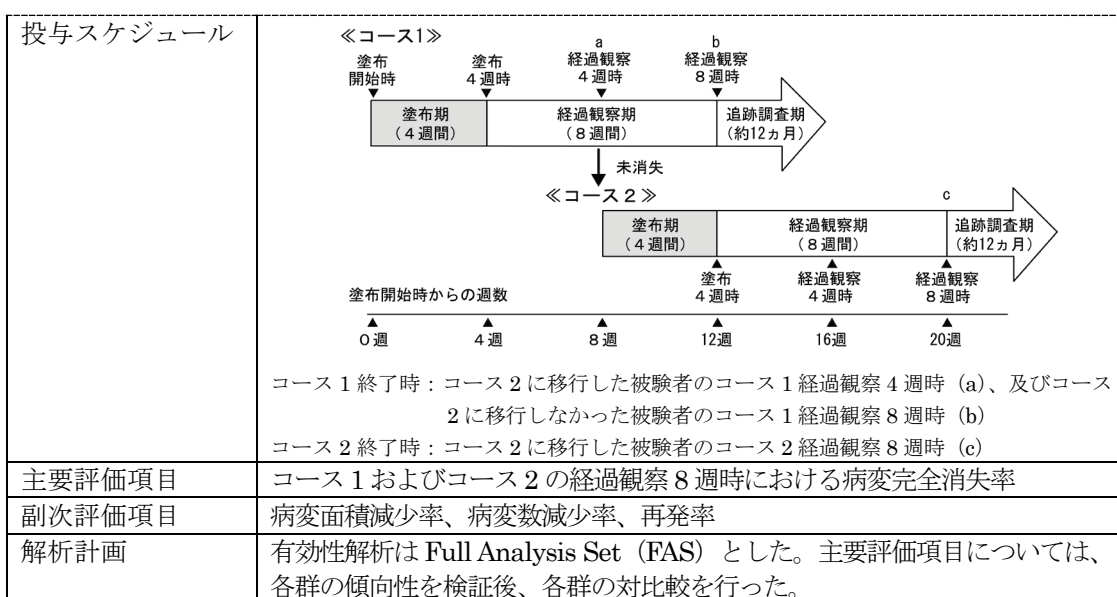 投与スケジュール
≪コース1≫
a
b
塗布
開始時
塗布
4週時
経過観察
4週時
経過観察
8週時
塗布期
(4週間)
経過観察期
(8週間)
追跡調査期
(約12ヵ月)
未消失
≪コース2≫
c
塗布期
(4週間)
経過観察期
(8週間)
追跡調査期
(約12ヵ月)
塗布
4週時
経過観察
4週時
経過観察
8週時
塗布開始時からの週数
0週
4週
8週
12週
16週
20週
コース1終了時：コース2に移行した被験者のコース1経過観察4週時（a）、及びコース
2に移行しなかった被験者のコース1経過観察8週時（b）
コース2終了時：コース2に移行した被験者のコース2経過観察8週時（c）
主要評価項目
コース1およびコース2の経過観察8週時における病変完全消失率
副次評価項目
病変面積減少率、病変数減少率、再発率
解析計画
有効性解析は Full Analysis Set（FAS）とした。主要評価項目については、
各群の傾向性を検証後、各群の対比較を行った。